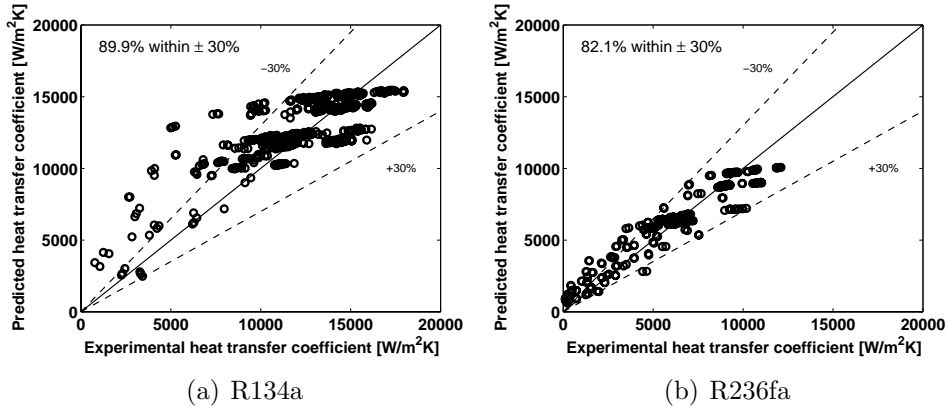 20000
15000
10000
5000
0
Predicted heat transfer coefficient [W/m²K]
89.9% within ± 30%
−30%
+30%
0 5000 10000 15000 20000
Experimental heat transfer coefficient [W/m²K]
(a) R134a
20000
15000
10000
5000
0
Predicted heat transfer coefficient [W/m²K]
82.1% within ± 30%
−30%
+30%
0 5000 10000 15000 20000
Experimental heat transfer coefficient [W/m²K]
(b) R236fa